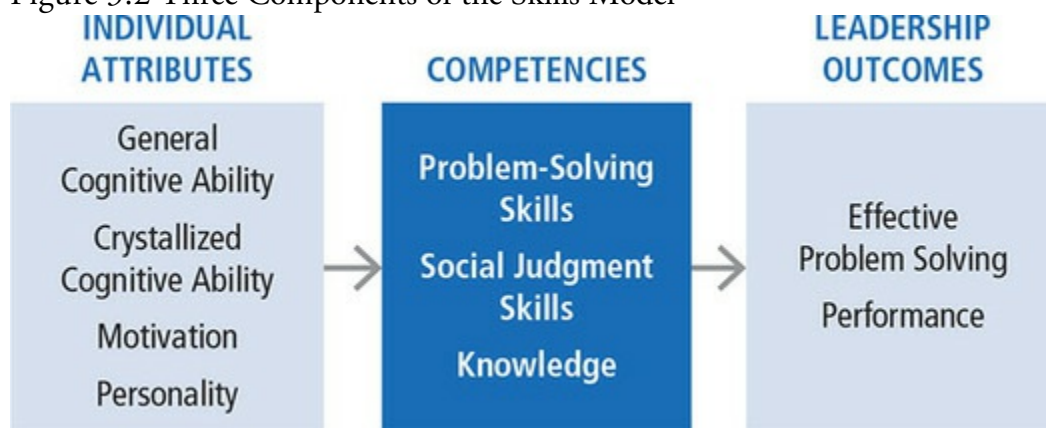 Figure 3.2 Three Components of the Skills Model
INDIVIDUAL
ATTRIBUTES
General
Cognitive Ability
Crystallized
Cognitive Ability
Motivation
Personality
COMPETENCIES
Problem-Solving
Skills
Social Judgment
Skills
Knowledge
LEADERSHIP
OUTCOMES
Effective
Problem Solving
Performance